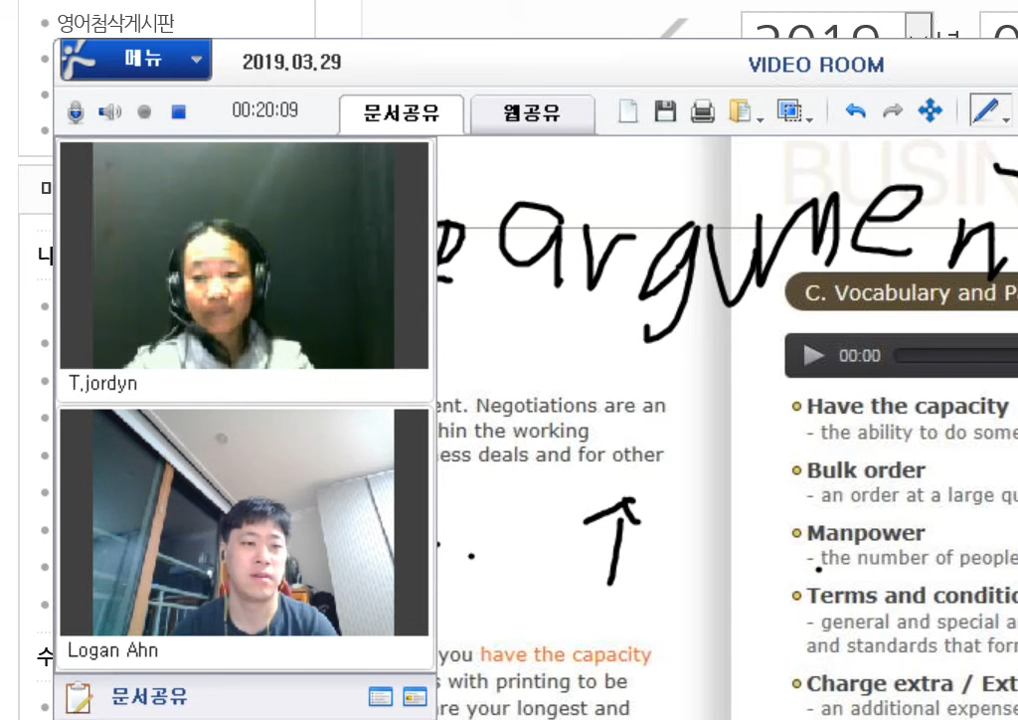 영어첨삭게시판
2019
메뉴
2019.03.29
VIDEO ROOM
00:20:09
문서공유
웹공유
BUSIN
argument
C. Vocabulary and P
00:00
T.jordyn
ent. Negotiations are an
hin the working
ess deals and for other
Have the capacity
- the ability to do some
Bulk order
- an order at a large qu
Manpower
- the number of people
Terms and conditio
- general and special a
and standards that for
Charge extra / Ext
- an additional expense
Logan Ahn
you have the capacity
s with printing to be
re your longest and
문서공유